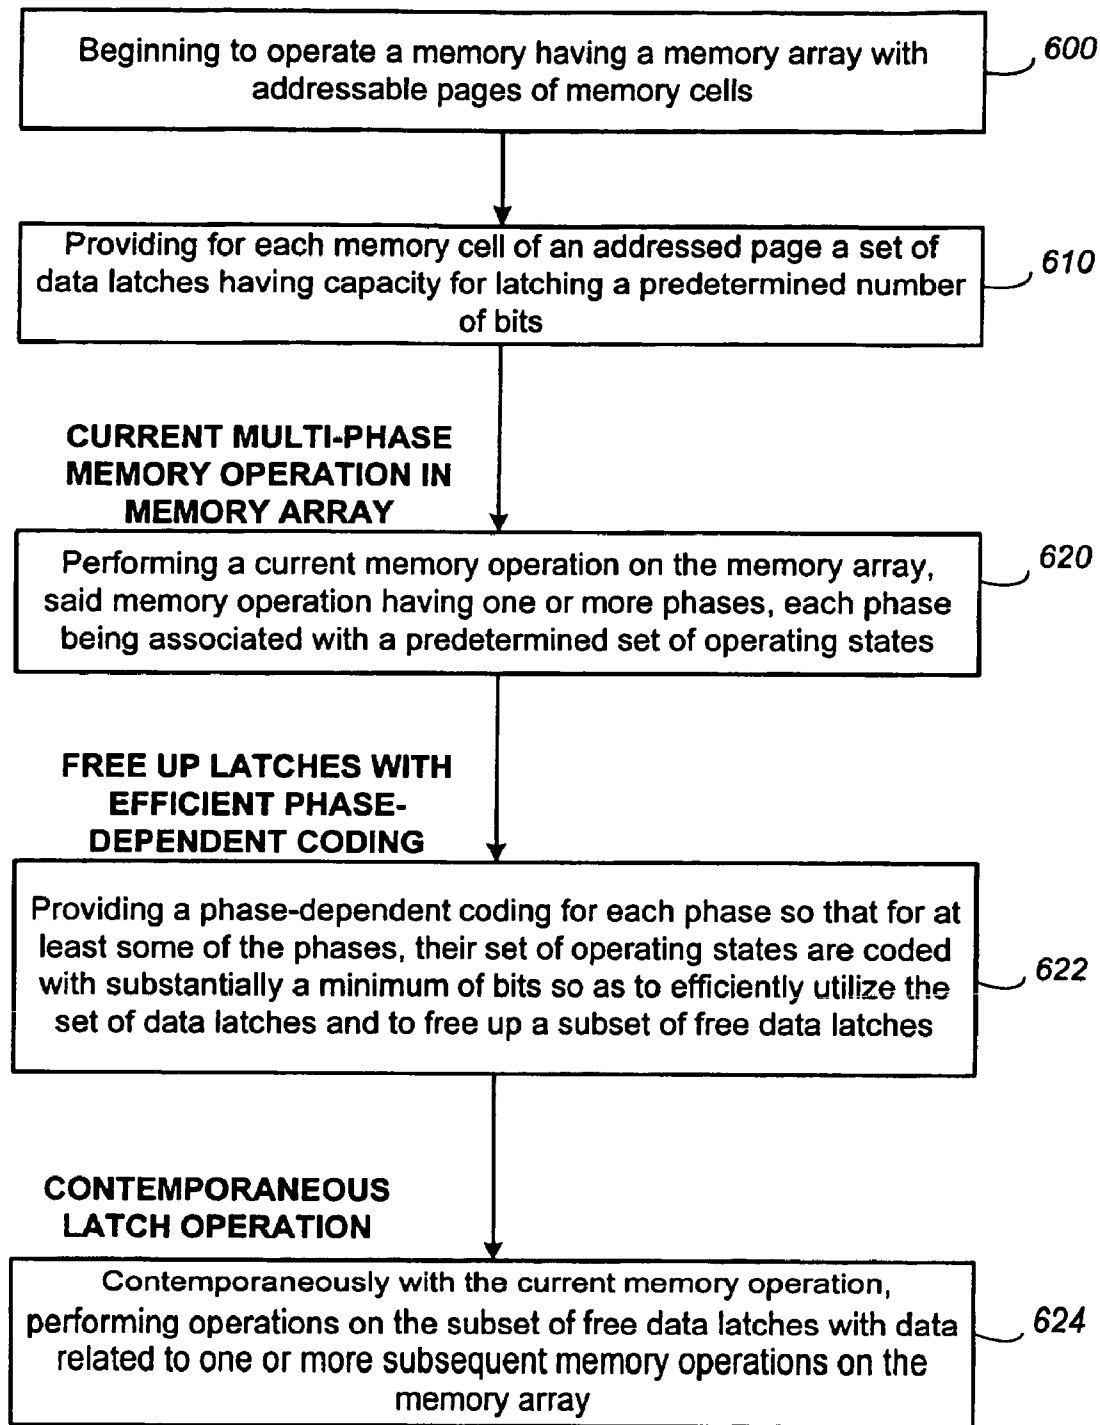 Beginning to operate a memory having a memory array with
addressable pages of memory cells
600
Providing for each memory cell of an addressed page a set of
data latches having capacity for latching a predetermined number
of bits
610
CURRENT MULTI-PHASE
MEMORY OPERATION IN
MEMORY ARRAY
Performing a current memory operation on the memory array,
said memory operation having one or more phases, each phase
being associated with a predetermined set of operating states
620
FREE UP LATCHES WITH
EFFICIENT PHASE-
DEPENDENT CODING
Providing a phase-dependent coding for each phase so that for at
least some of the phases, their set of operating states are coded
with substantially a minimum of bits so as to efficiently utilize the
set of data latches and to free up a subset of free data latches
622
CONTEMPORANEOUS
LATCH OPERATION
Contemporaneously with the current memory operation,
performing operations on the subset of free data latches with data
related to one or more subsequent memory operations on the
memory array
624